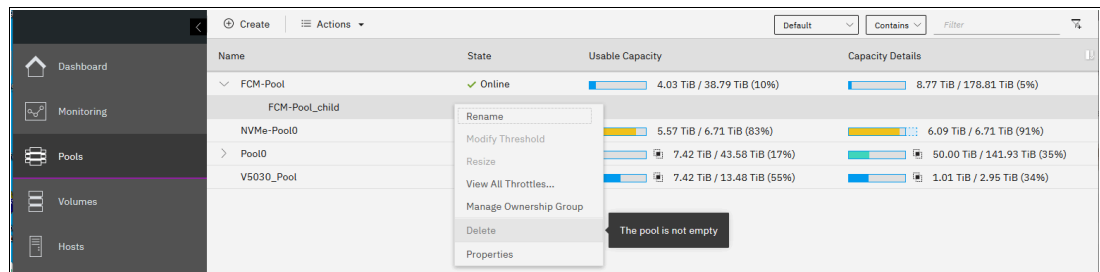 Create
Actions
Default
Contains
Filter
Name
State
Usable Capacity
Capacity Details
Dashboard
FCM-Pool
Online
4.03 TiB / 38.79 TiB (10%)
8.77 TiB / 178.81 TiB (5%)
Monitoring
FCM-Pool_child
Rename
NVMe-Pool0
5.57 TiB / 6.71 TiB (83%)
6.09 TiB / 6.71 TiB (91%)
Modify Threshold
Pools
Pool0
Resize
7.42 TiB / 43.58 TiB (17%)
50.00 TiB / 141.93 TiB (35%)
V5030_Pool
View All Throttles...
7.42 TiB / 13.48 TiB (55%)
1.01 TiB / 2.95 TiB (34%)
Volumes
Manage Ownership Group
Delete
The pool is not empty
Hosts
Properties